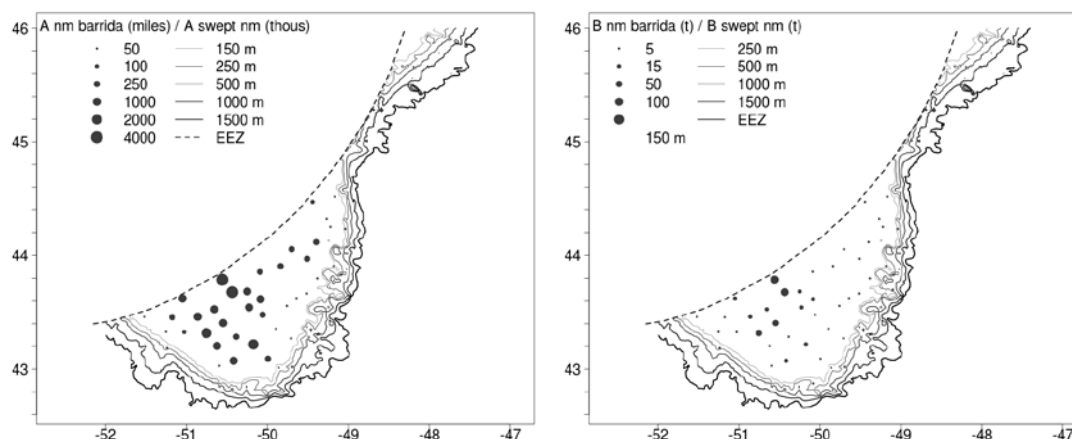 A nm barrida (miles) / A swept nm (thous)
50 150 m
100 250 m
250 500 m
1000 1000 m
2000 1500 m
4000 EEZ
46
45
44
43
-52 -51 -50 -49 -48 -47
B nm barrida (t) / B swept nm (t)
5 250 m
15 500 m
50 1000 m
100 1500 m
EEZ
150 m
46
45
44
43
-52 -51 -50 -49 -48 -47